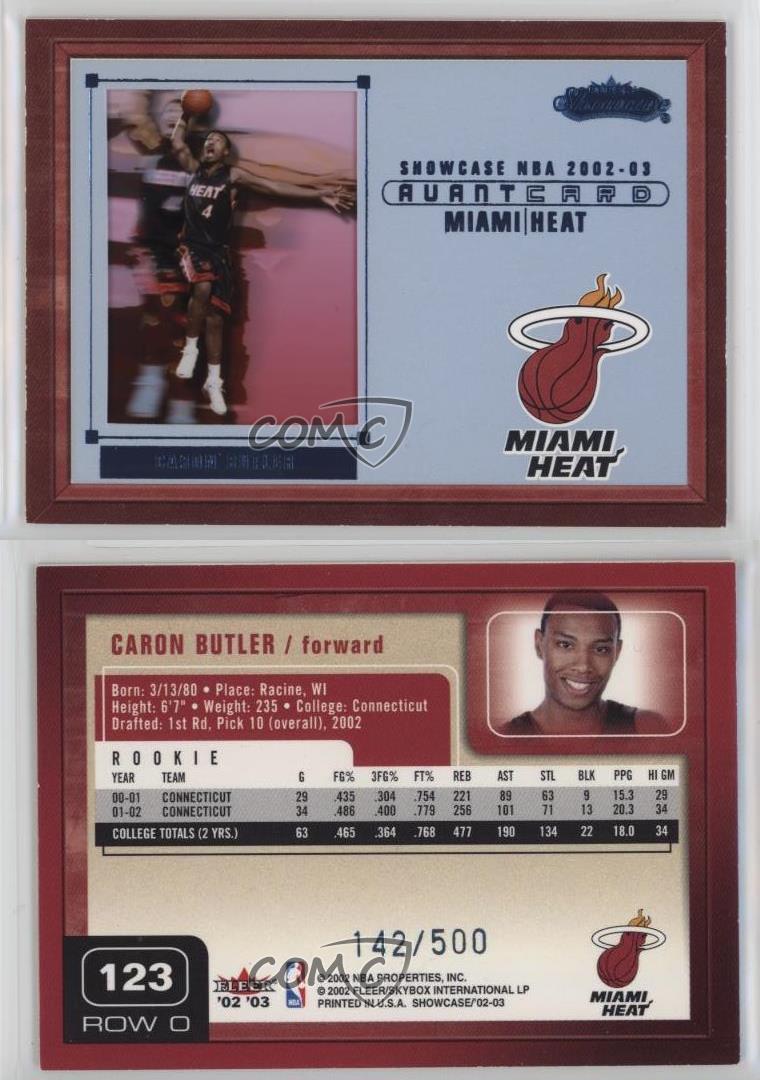 FLEER
Showcase
SHOWCASE NBA 2002-03
AVANTCARD
MIAMI|HEAT
HEAT
4
COMC
MIAMI
HEAT
CARON BUTLER
CARON BUTLER / forward
Born: 3/13/80 • Place: Racine, WI
Height: 6'7" • Weight: 235 • College: Connecticut
Drafted: 1st Rd, Pick 10 (overall), 2002
ROOKIE
YEAR TEAM G FG% 3FG% FT% REB AST STL BLK PPG HI GM
00-01 CONNECTICUT 29 .435 .304 .754 221 89 63 9 15.3 29
01-02 CONNECTICUT 34 .486 .400 .779 256 101 71 13 20.3 34
COLLEGE TOTALS (2 YRS.) 63 .465 .364 .768 477 190 134 22 18.0 34
142/500
COMC
123
ROW O
FLEER
'02 '03
NBA
© 2002 NBA PROPERTIES, INC.
© 2002 FLEER/SKYBOX INTERNATIONAL LP
PRINTED IN U.S.A. SHOWCASE/'02-03
MIAMI
HEAT